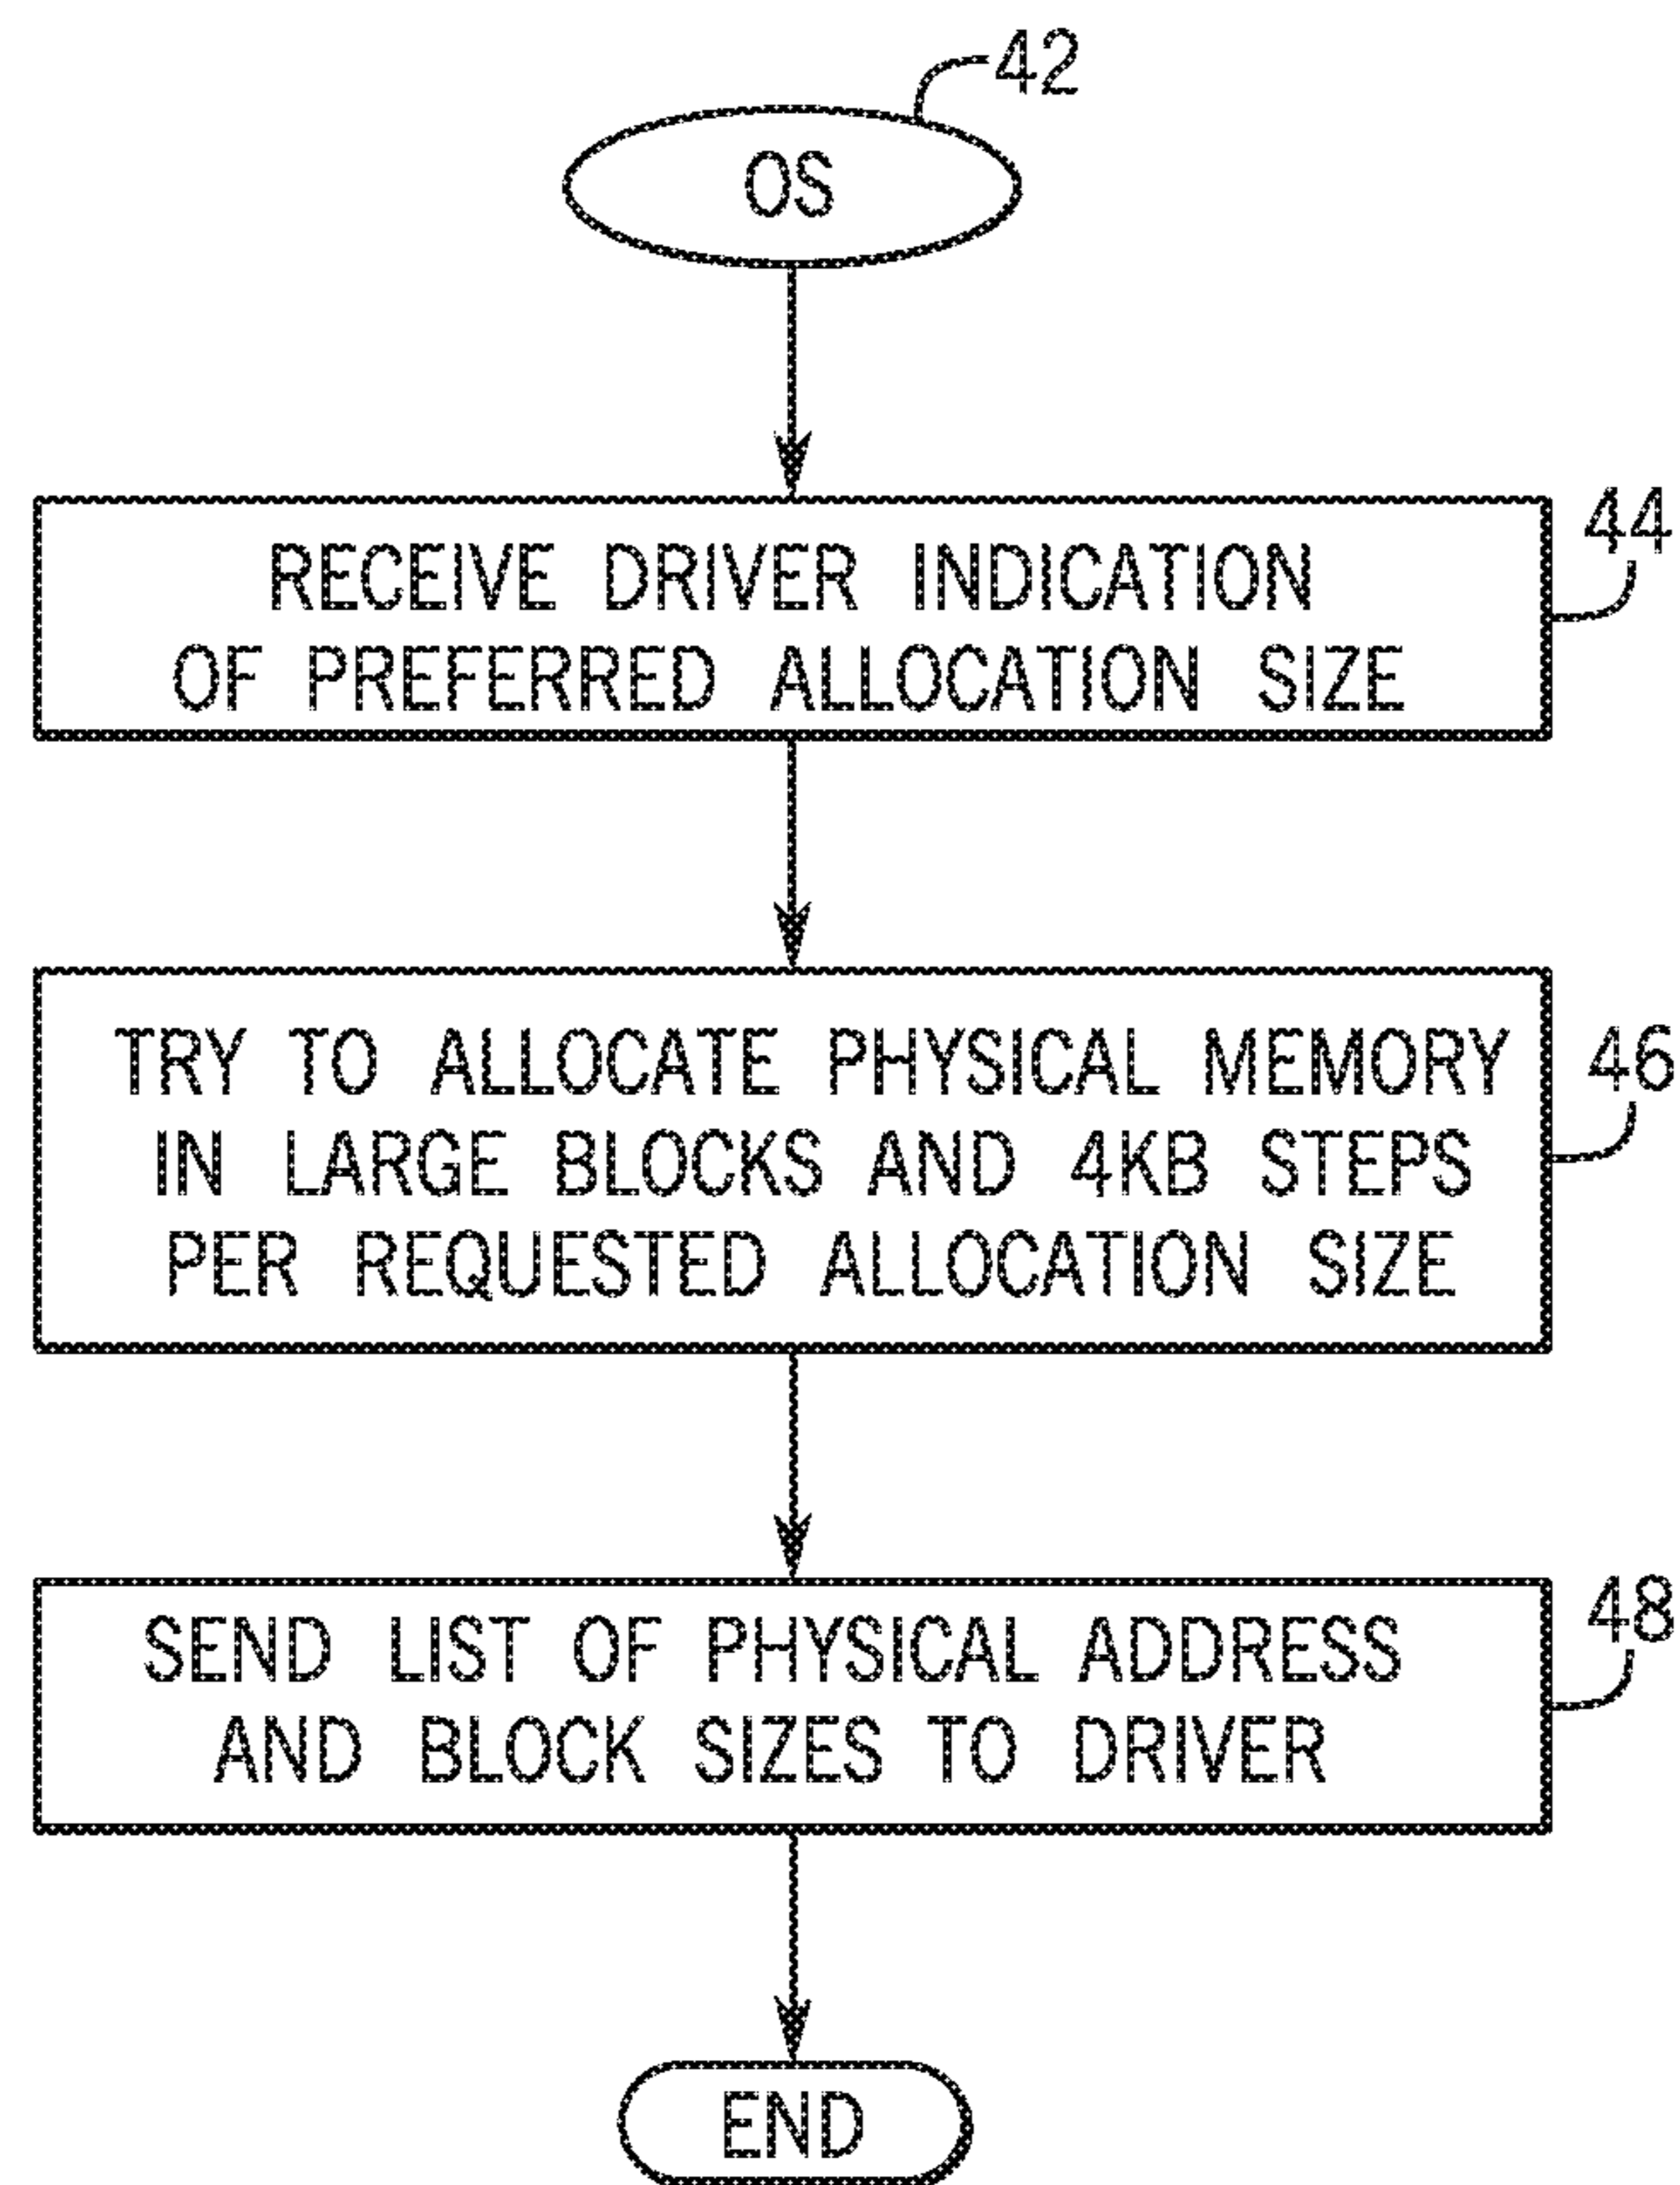 42
OS
44
RECEIVE DRIVER INDICATION
OF PREFERRED ALLOCATION SIZE
46
TRY TO ALLOCATE PHYSICAL MEMORY
IN LARGE BLOCKS AND 4KB STEPS
PER REQUESTED ALLOCATION SIZE
48
SEND LIST OF PHYSICAL ADDRESS
AND BLOCK SIZES TO DRIVER
END